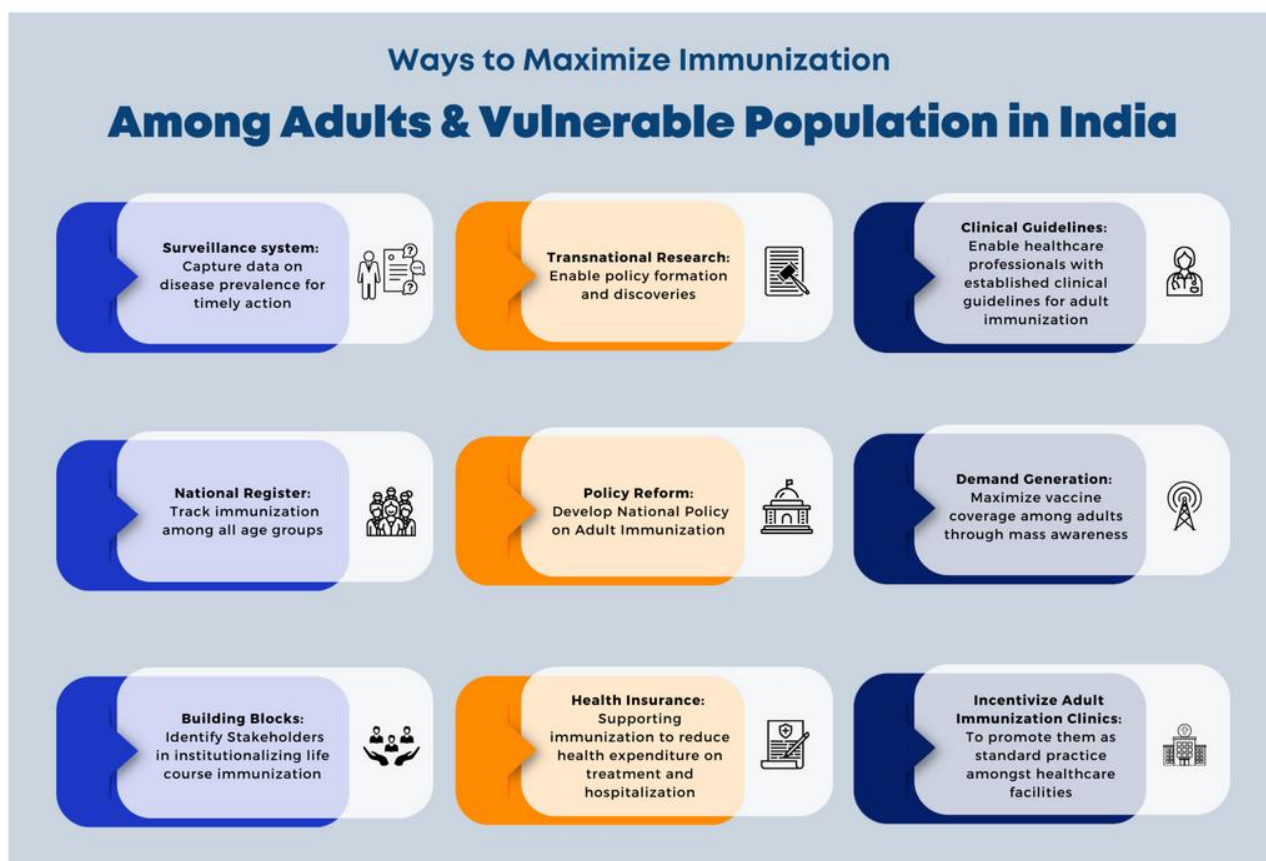 Ways to Maximize Immunization
Among Adults & Vulnerable Population in India
Surveillance system:
Capture data on
disease prevalence for
timely action
Transnational Research:
Enable policy formation
and discoveries
Clinical Guidelines:
Enable healthcare
professionals with
established clinical
guidelines for adult
immunization
National Register:
Track immunization
among all age groups
Policy Reform:
Develop National Policy
on Adult Immunization
Demand Generation:
Maximize vaccine
coverage among adults
through mass awareness
Building Blocks:
Identify Stakeholders
in institutionalizing life
course immunization
Health Insurance:
Supporting
immunization to reduce
health expenditure on
treatment and
hospitalization
Incentivize Adult
Immunization Clinics:
To promote them as
standard practice
amongst healthcare
facilities